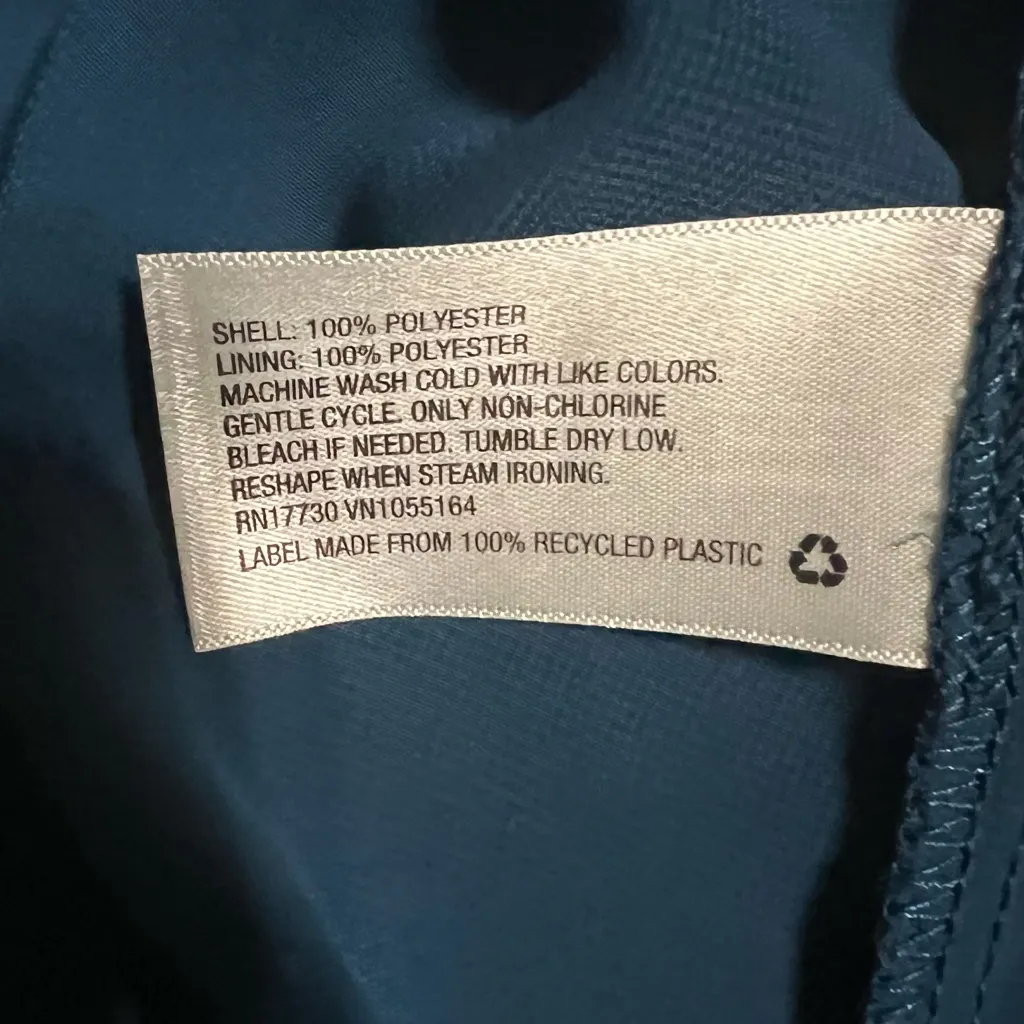 SHELL: 100% POLYESTER
LINING: 100% POLYESTER
MACHINE WASH COLD WITH LIKE COLORS.
GENTLE CYCLE. ONLY NON-CHLORINE
BLEACH IF NEEDED. TUMBLE DRY LOW.
RESHAPE WHEN STEAM IRONING.
RN17730 VN1055164
LABEL MADE FROM 100% RECYCLED PLASTIC